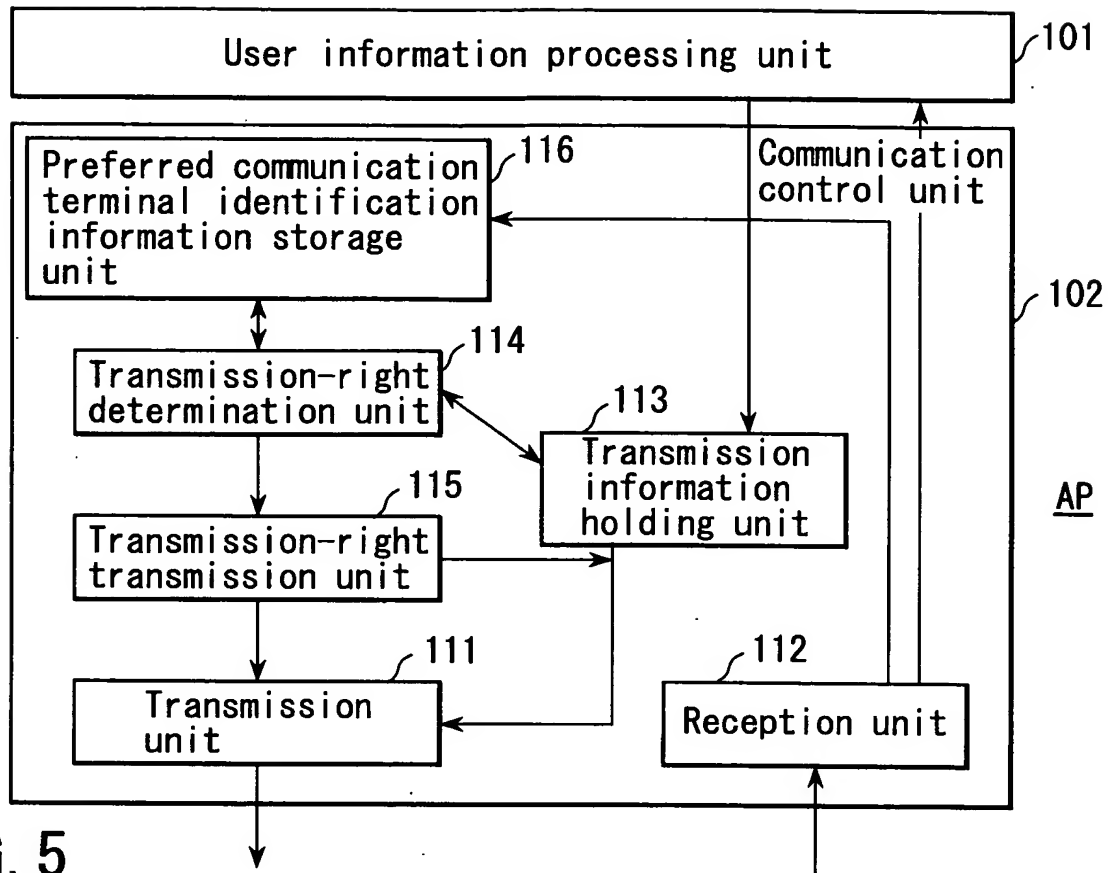 User information processing unit
101
Preferred communication
terminal identification
information storage
unit
116
Communication
control unit
102
Transmission-right
determination unit
114
113
Transmission
information
holding unit
AP
115
Transmission-right
transmission unit
111
Transmission
unit
112
Reception unit
. 5